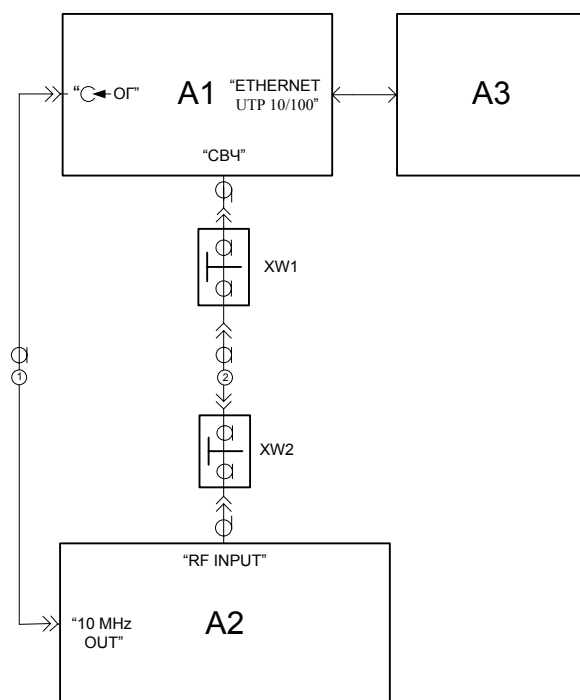 A1
A3
“ ОГ”
“ETHERNET
UTP 10/100”
“СВЧ”
XW1
1
2
XW2
“RF INPUT”
A2
“10 MHz
OUT”